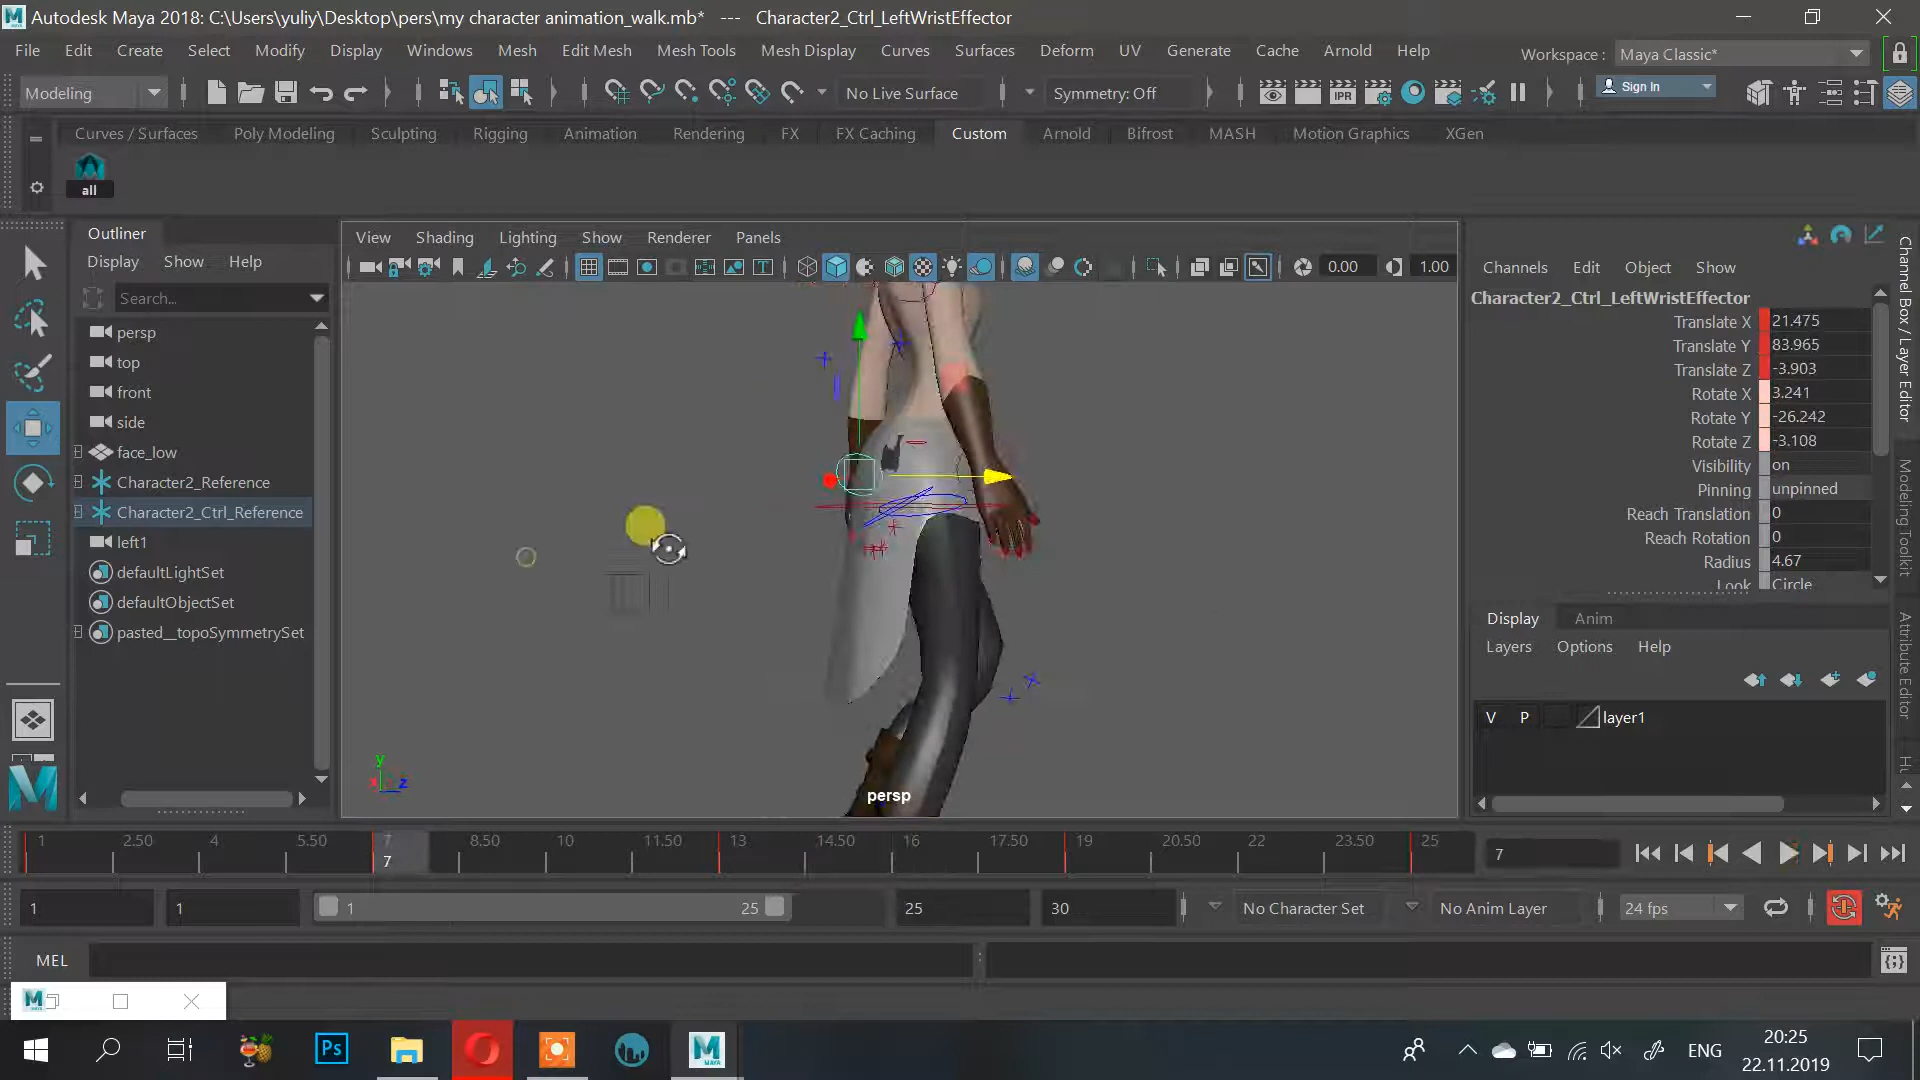 Autodesk Maya 2018: C:\Users\yuliy\Desktop\pers\my character animation_walk.mb* --- Character2_Ctrl_LeftWristEffector
File Edit Create Select Modify Display Windows Mesh Edit Mesh Mesh Tools Mesh Display Curves Surfaces Deform UV Generate Cache Arnold Help
Workspace : Maya Classic*
Modeling No Live Surface Symmetry: Off IPR Sign In
Curves / Surfaces Poly Modeling Sculpting Rigging Animation Rendering FX FX Caching Custom Arnold Bifrost MASH Motion Graphics XGen
all
Outliner
Display Show Help
Search...
persp
top
front
side
face_low
Character2_Reference
Character2_Ctrl_Reference
left1
defaultLightSet
defaultObjectSet
pasted__topoSymmetrySet
View Shading Lighting Show Renderer Panels
0.00 1.00
y
x z
persp
Channels Edit Object Show
Character2_Ctrl_LeftWristEffector
Translate X 21.475
Translate Y 83.965
Translate Z -3.903
Rotate X 3.241
Rotate Y -26.242
Rotate Z -3.108
Visibility on
Pinning unpinned
Reach Translation 0
Reach Rotation 0
Radius 4.67
Look Circle
Display Anim
Layers Options Help
V P layer1
Channel Box / Layer Editor
Modeling Toolkit
Attribute Editor
1 2.50 4 5.50 7 8.50 10 11.50 13 14.50 16 17.50 19 20.50 22 23.50 25
7
7
1 1 1 25 25 30 No Character Set No Anim Layer 24 fps
MEL
M
Ps
M
MAYA
ENG
20:25
22.11.2019